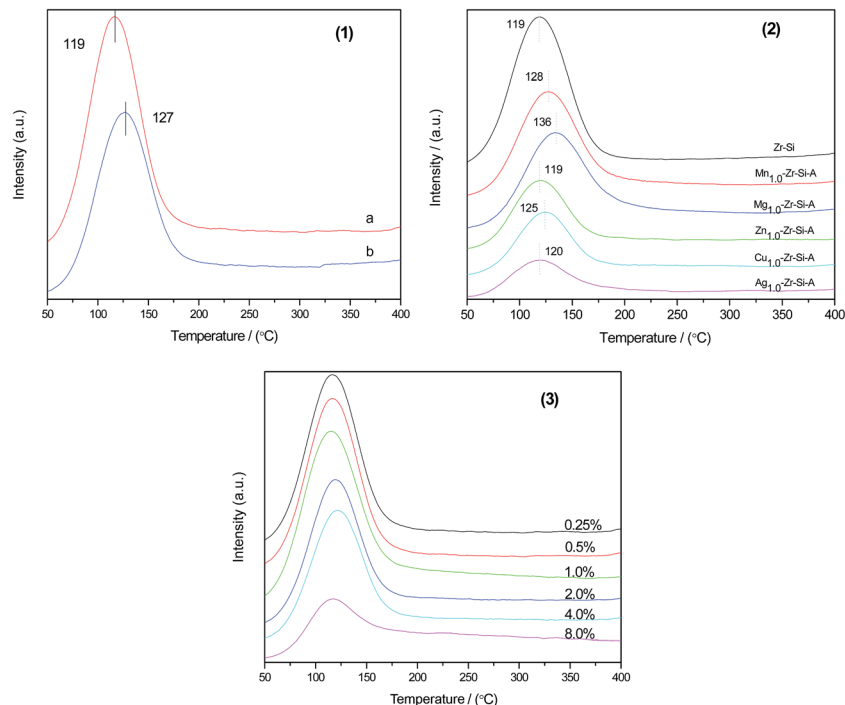 (1)
119
127
a
b
Intensity (a.u.)
50 100 150 200 250 300 350 400
Temperature / (°C)
(2)
119
128
136
119
125
120
Zr-Si
Mn1.0-Zr-Si-A
Mg1.0-Zr-Si-A
Zn1.0-Zr-Si-A
Cu1.0-Zr-Si-A
Ag1.0-Zr-Si-A
Intensity / (a.u.)
50 100 150 200 250 300 350 400
Temperature / (°C)
(3)
0.25%
0.5%
1.0%
2.0%
4.0%
8.0%
Intensity (a.u.)
50 100 150 200 250 300 350 400
Temperature / (°C)